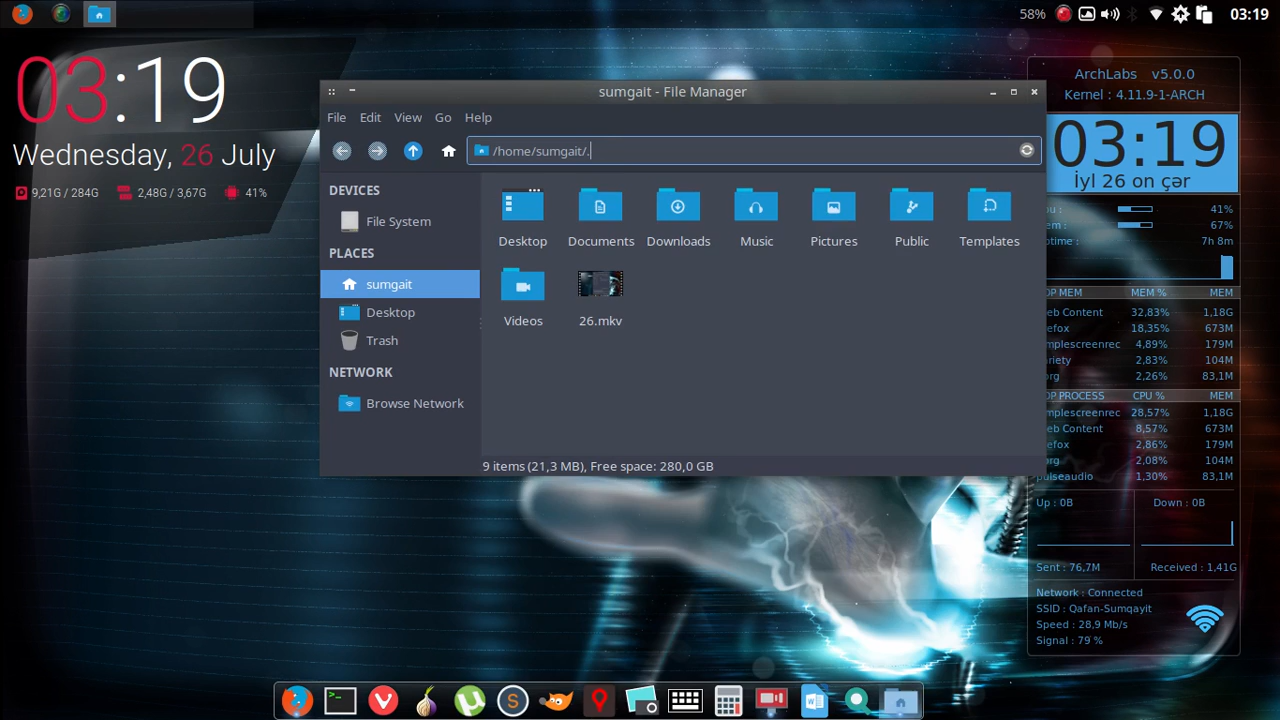 58%
03:19
03:19
Wednesday, 26 July
9,21G / 284G
2,48G / 3,67G
41%
sumgait - File Manager
File Edit View Go Help
/home/sumgait/.
DEVICES
File System
PLACES
sumgait
Desktop
Trash
NETWORK
Browse Network
Desktop Documents Downloads Music Pictures Public Templates
Videos 26.mkv
9 items (21,3 MB), Free space: 280,0 GB
ArchLabs v5.0.0
Kernel : 4.11.9-1-ARCH
03:19
İyl 26 on çər
41%
67%
7h 8m
MEM MEM % MEM
Content 32,83% 1,18G
18,35% 673M
4,89% 179M
2,83% 104M
2,26% 83,1M
PROCESS CPU % MEM
28,57% 1,18G
Content 8,57% 673M
2,86% 179M
2,08% 104M
pulseaudio 1,30% 83,1M
Up : 0B Down : 0B
Sent : 76,7M Received : 1,41G
Network : Connected
SSID : Qafan-Sumqayit
Speed : 28,9 Mb/s
Signal : 79 %